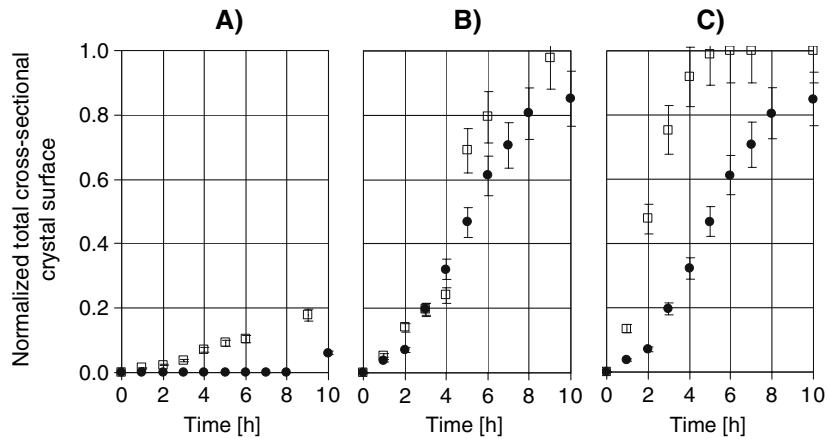 A)
B)
C)
Normalized total cross-sectional
crystal surface
1.0
0.8
0.6
0.4
0.2
0.0
0 2 4 6 8 10
0 2 4 6 8 10
0 2 4 6 8 10
Time [h]
Time [h]
Time [h]